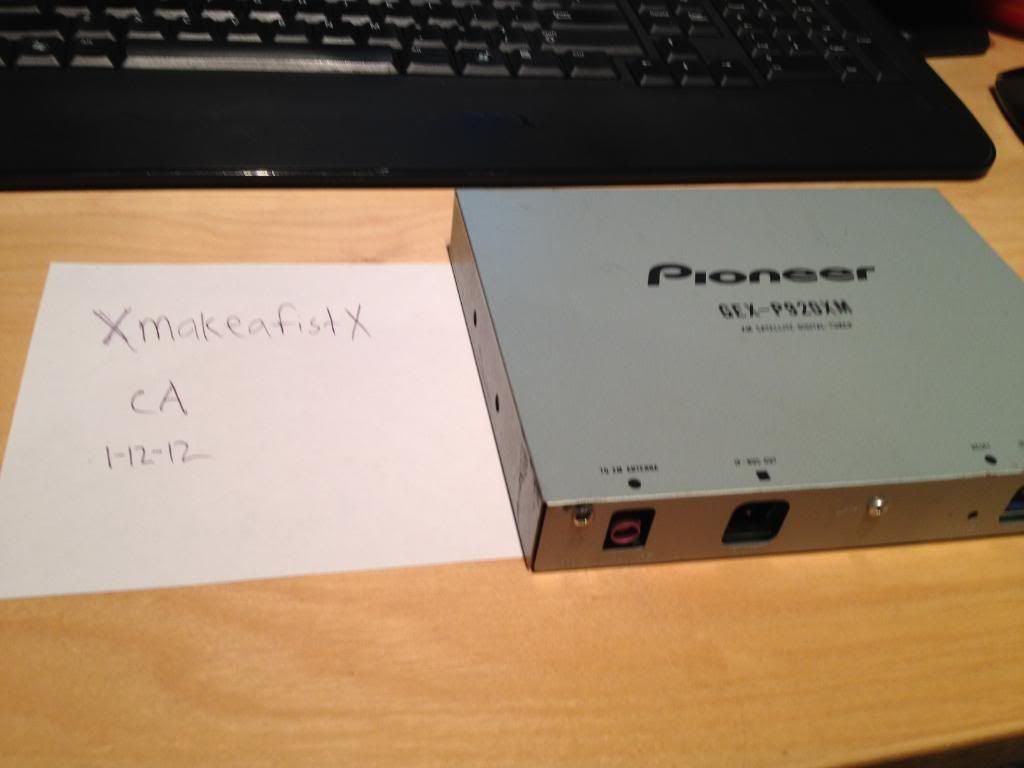 XmakeafistX
CA
1-12-12
Pioneer
GEX-P920XM
XM SATELLITE DIGITAL TUNER
TO XM ANTENNA
IP-BUS OUT
RESET